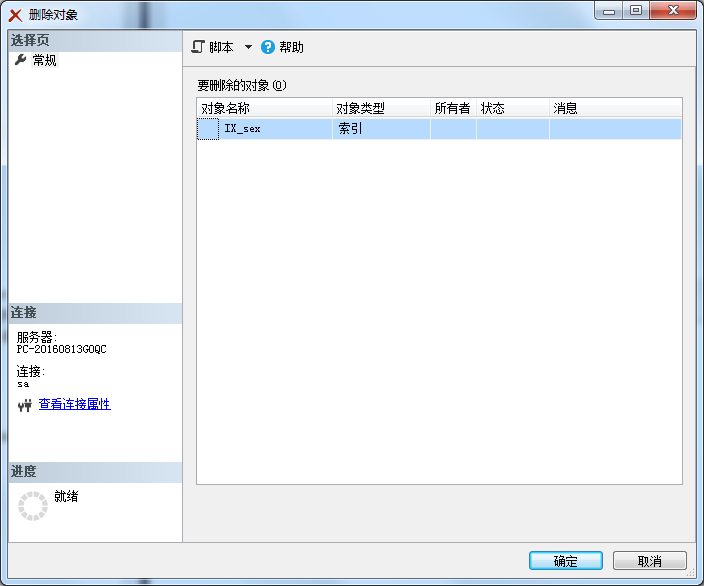 删除对象
选择页
常规
脚本 帮助
要删除的对象(O)
对象名称 对象类型 所有者 状态 消息
IX_sex 索引
连接
服务器:
PC-20160813GOQC
连接:
sa
查看连接属性
进度
就绪
确定 取消